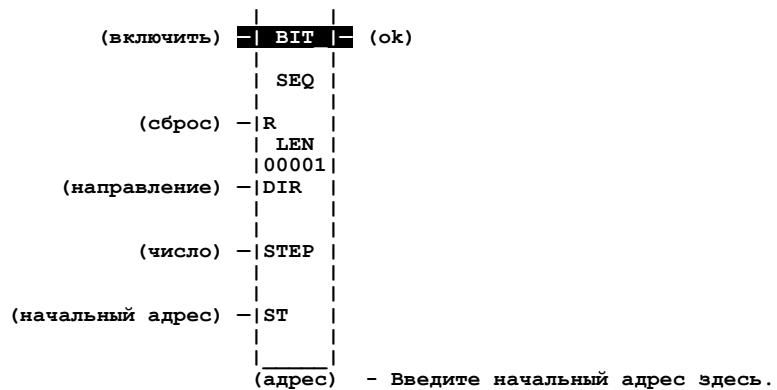 (включить) BIT (ok)
SEQ
(сброс) R
LEN
00001
(направление) DIR
(число) STEP
(начальный адрес) ST
(адрес) - Введите начальный адрес здесь.